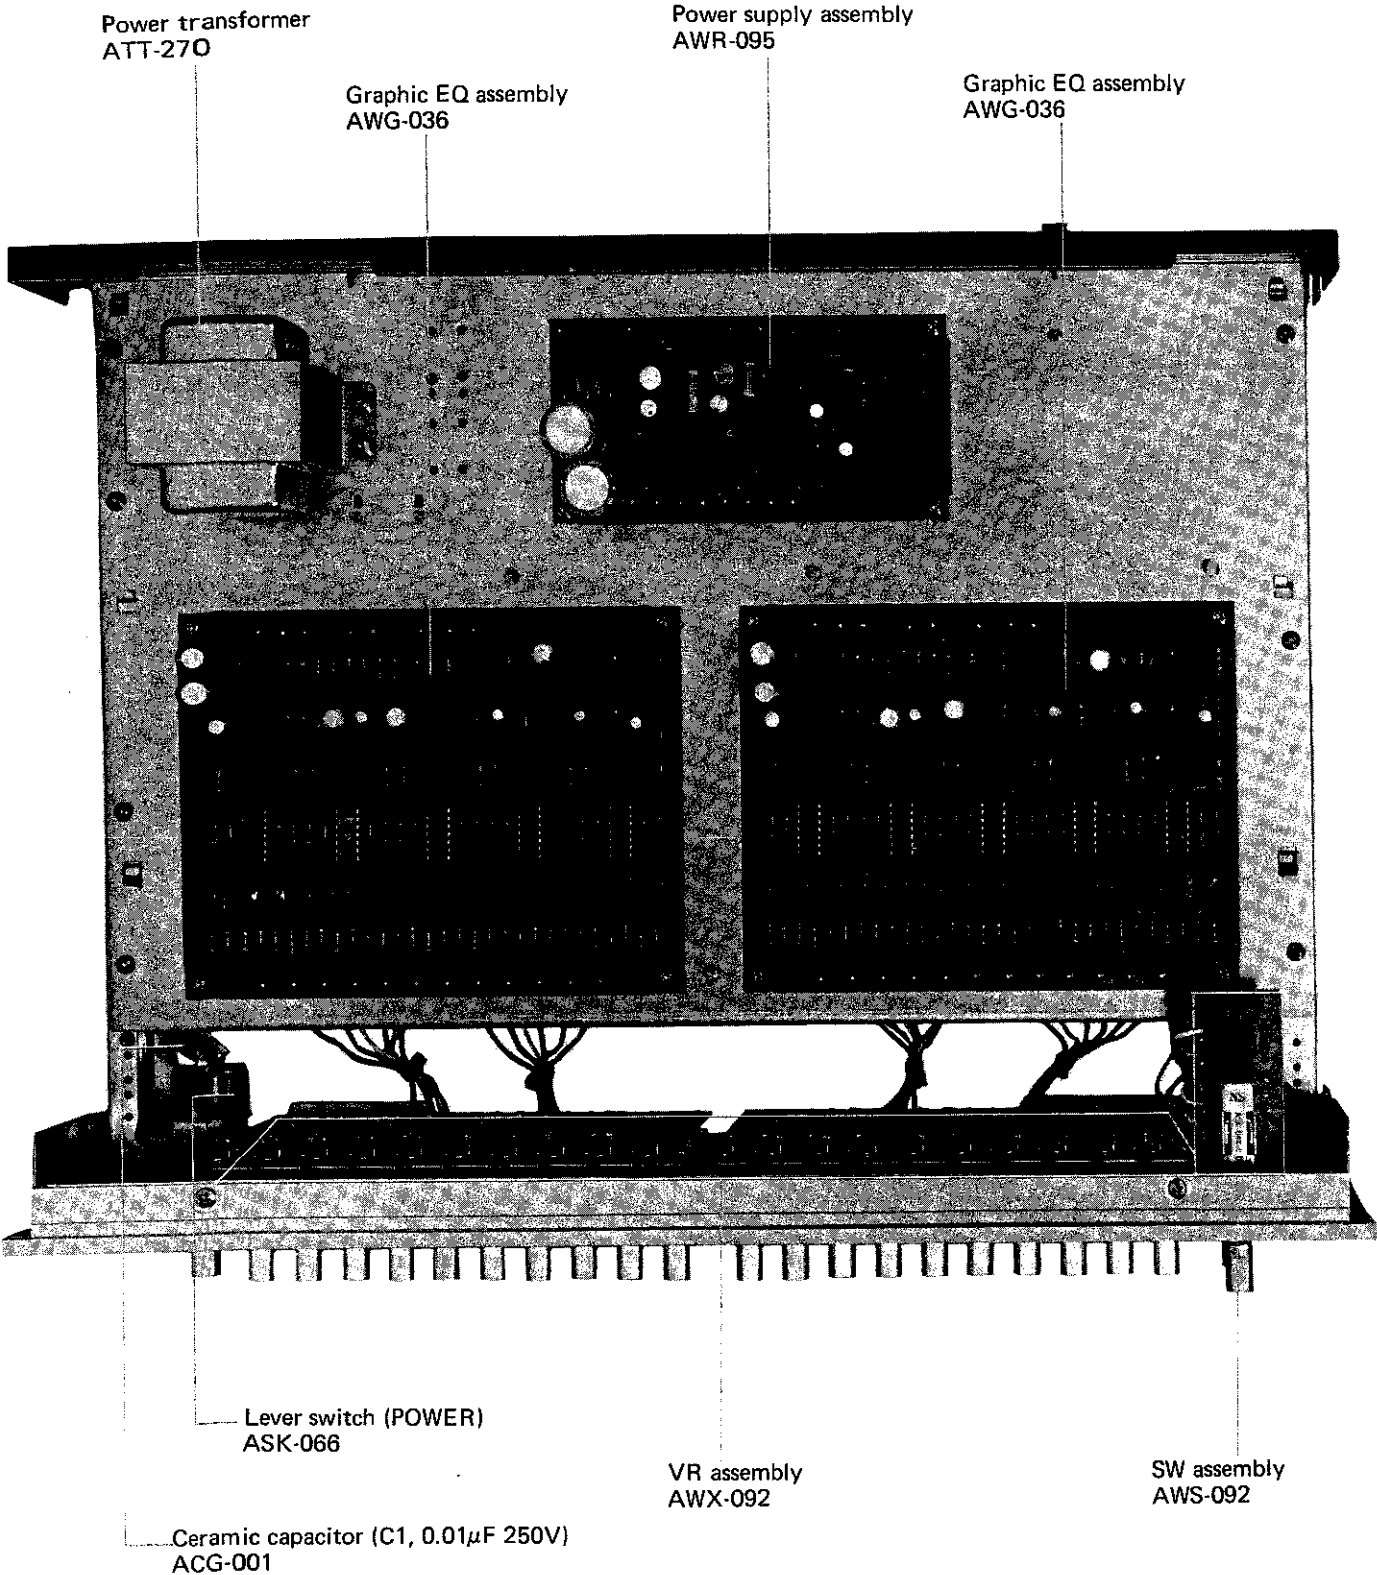 Power transformer
ATT-270
Power supply assembly
AWR-095
Graphic EQ assembly
AWG-036
Graphic EQ assembly
AWG-036
Lever switch (POWER)
ASK-066
VR assembly
AWX-092
SW assembly
AWS-092
Ceramic capacitor (C1, 0.01μF 250V)
ACG-001